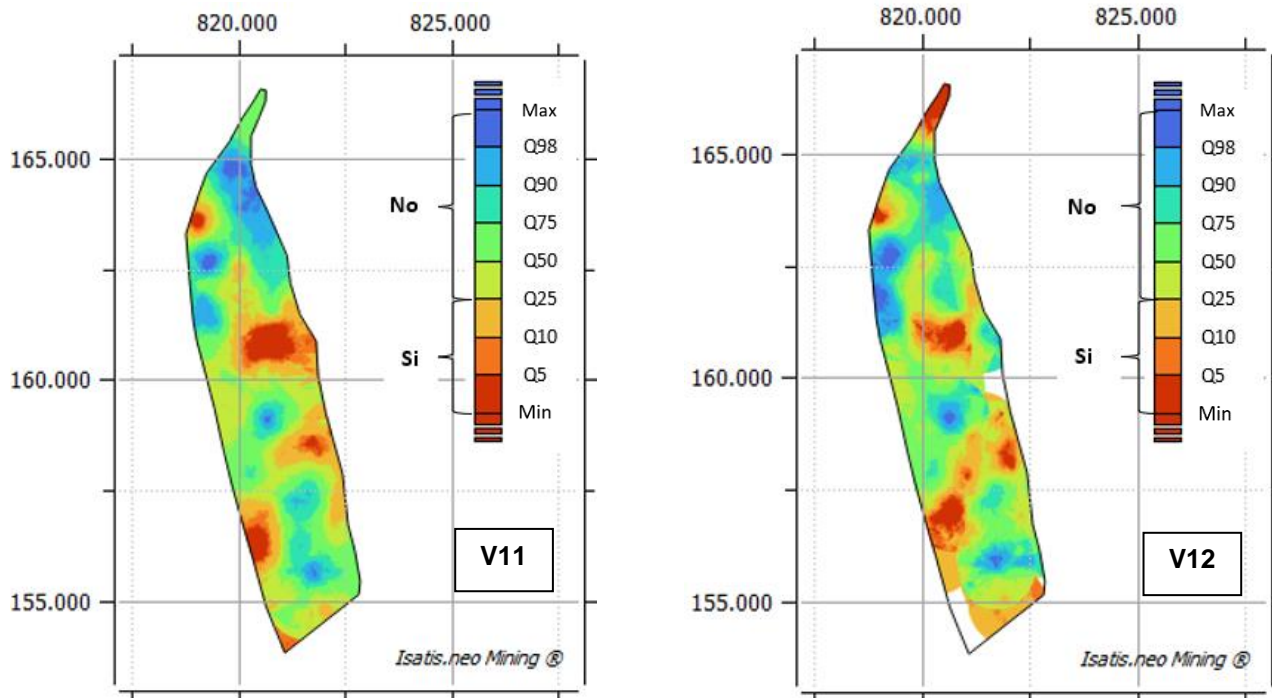 820.000 825.000
165.000
160.000
155.000
Max
Q98
Q90
Q75
Q50
Q25
Q10
Q5
Min
No
Si
V11
Isatis.neo Mining ®
820.000 825.000
165.000
160.000
155.000
Max
Q98
Q90
Q75
Q50
Q25
Q10
Q5
Min
No
Si
V12
Isatis.neo Mining ®